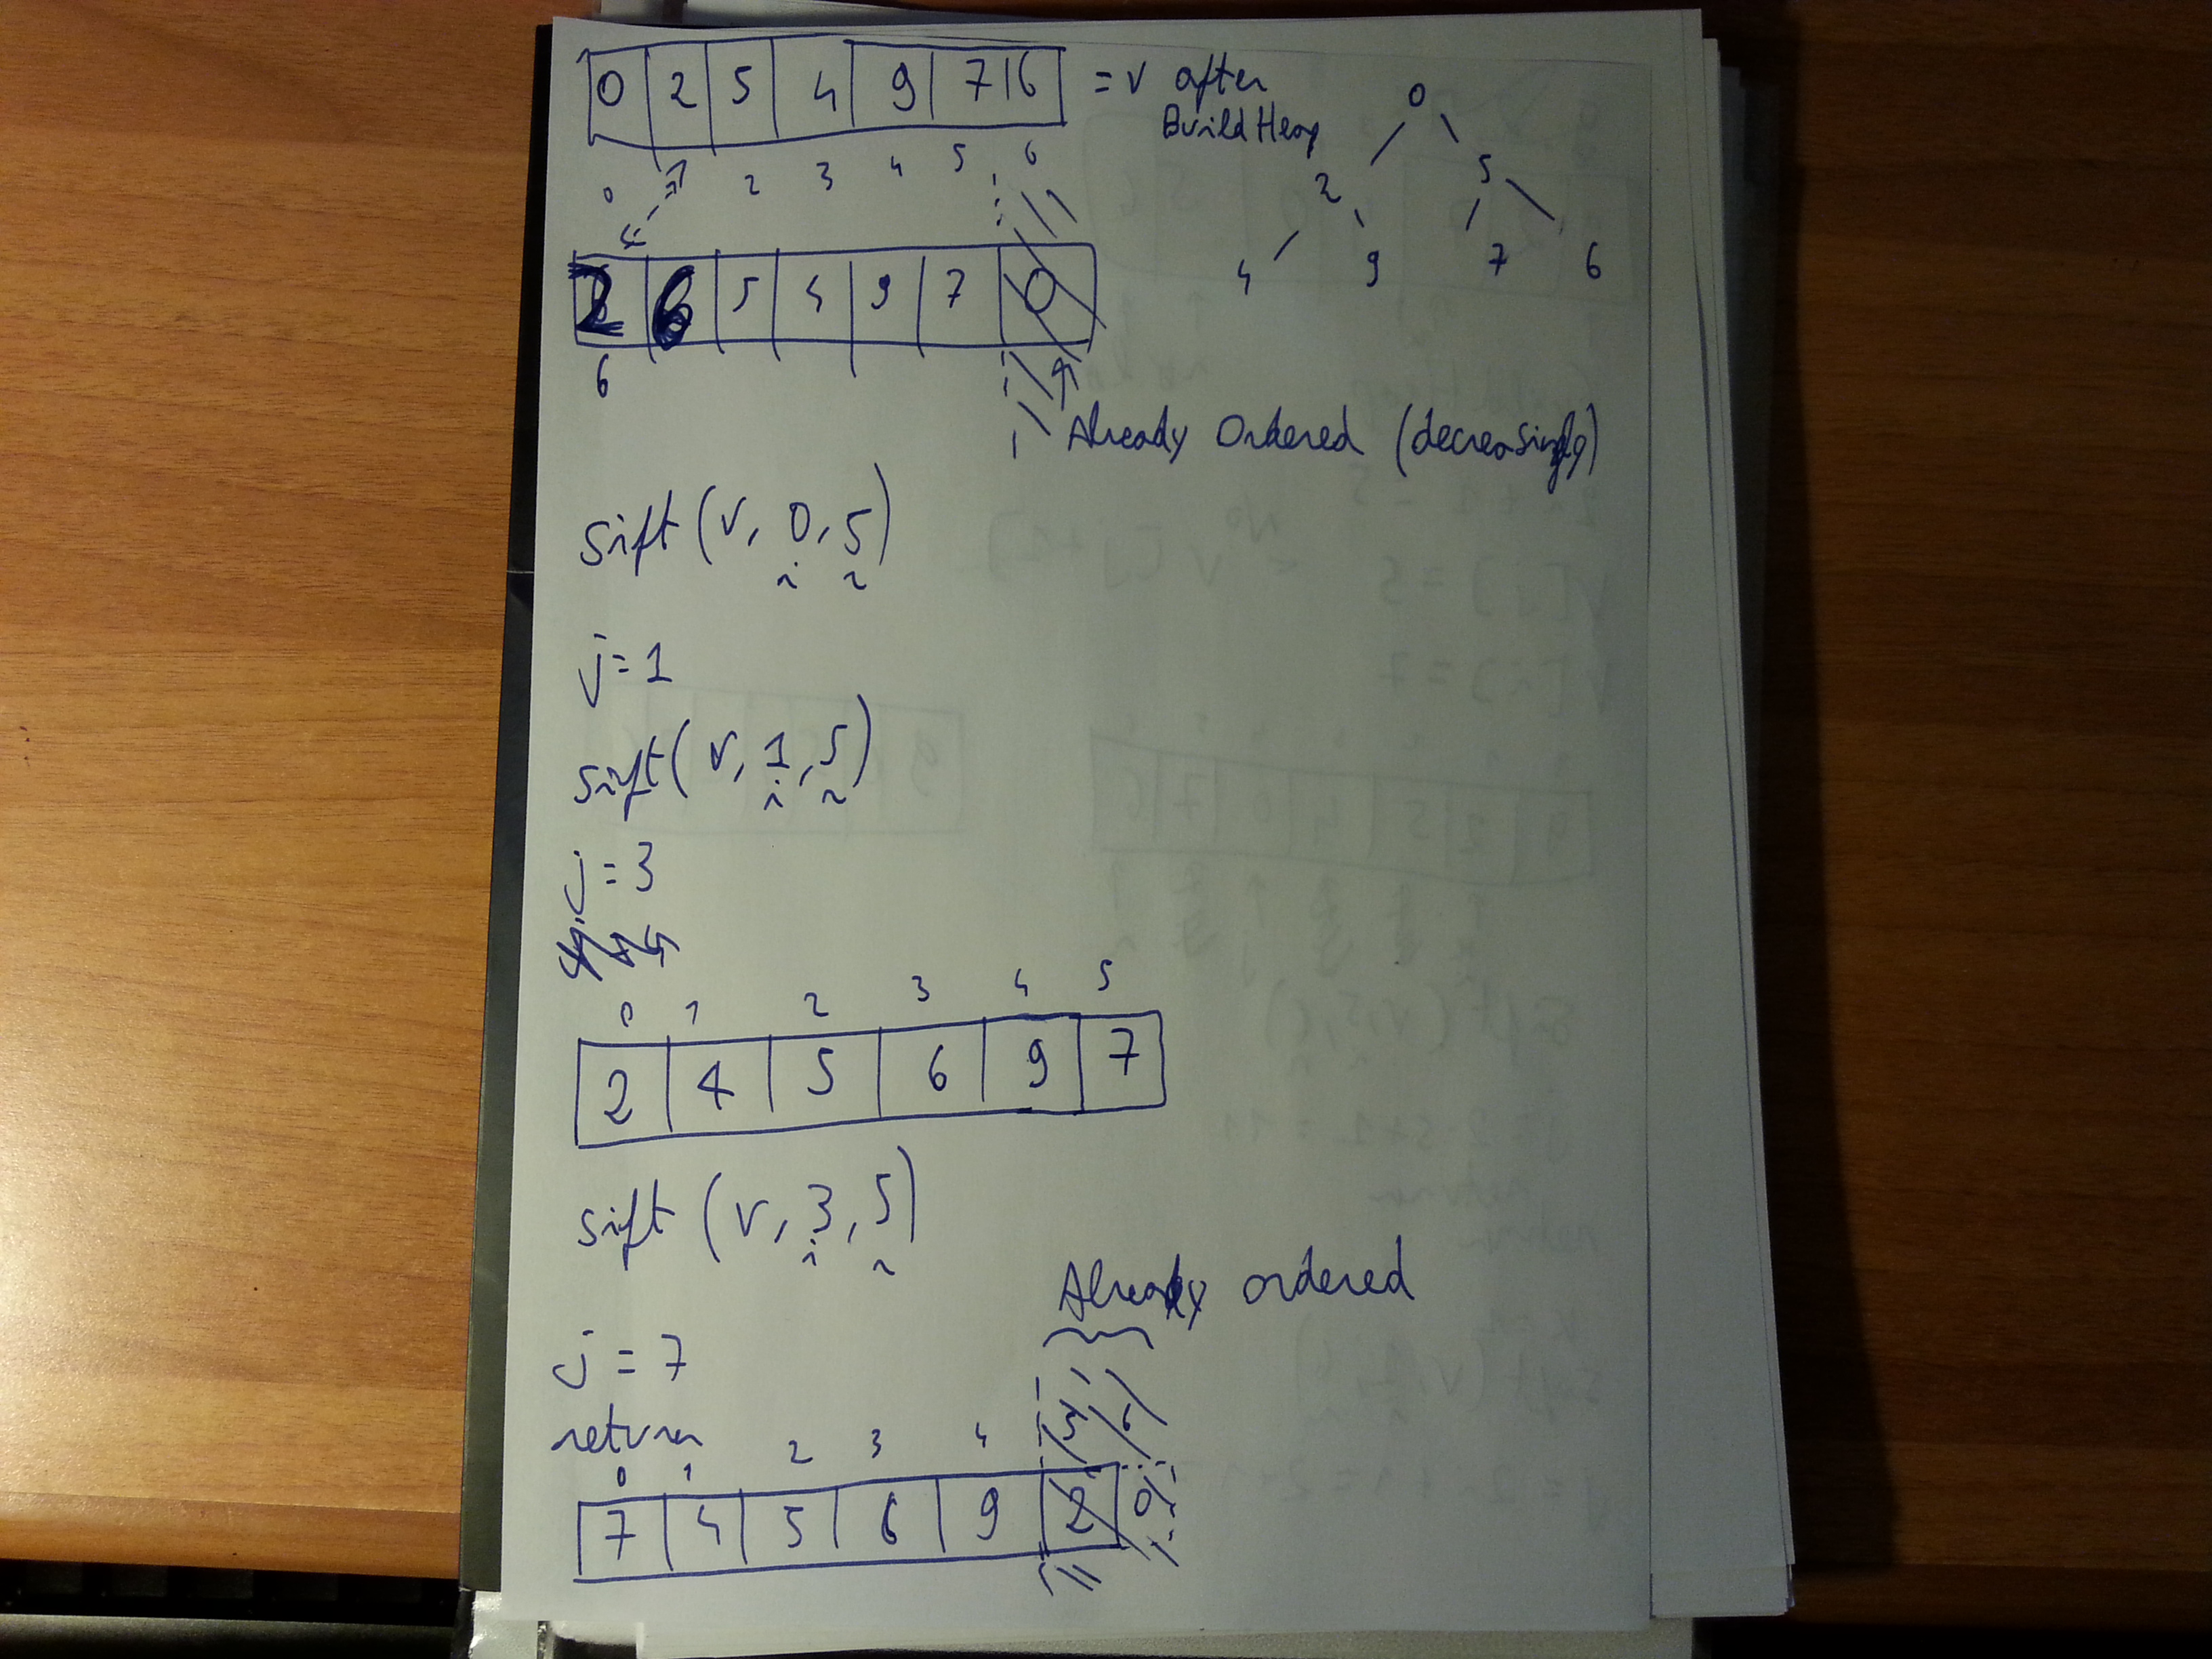 0 2 5 4 9 7 6 = v after
Build Heap
0 1 2 3 4 5 6
0
2 5
4 9 7 6
2 6 5 4 9 7 0
6
Already Ordered (decreasingly)
Sift (v, 0, 5)
i n
j = 1
Sift (v, 1, 5)
i n
j = 3
0 1 2 3 4 5
2 4 5 6 9 7
Sift (v, 3, 5)
i n
Already ordered
j = 7
return
0 1 2 3 4 5 6
7 4 5 6 9 2 0